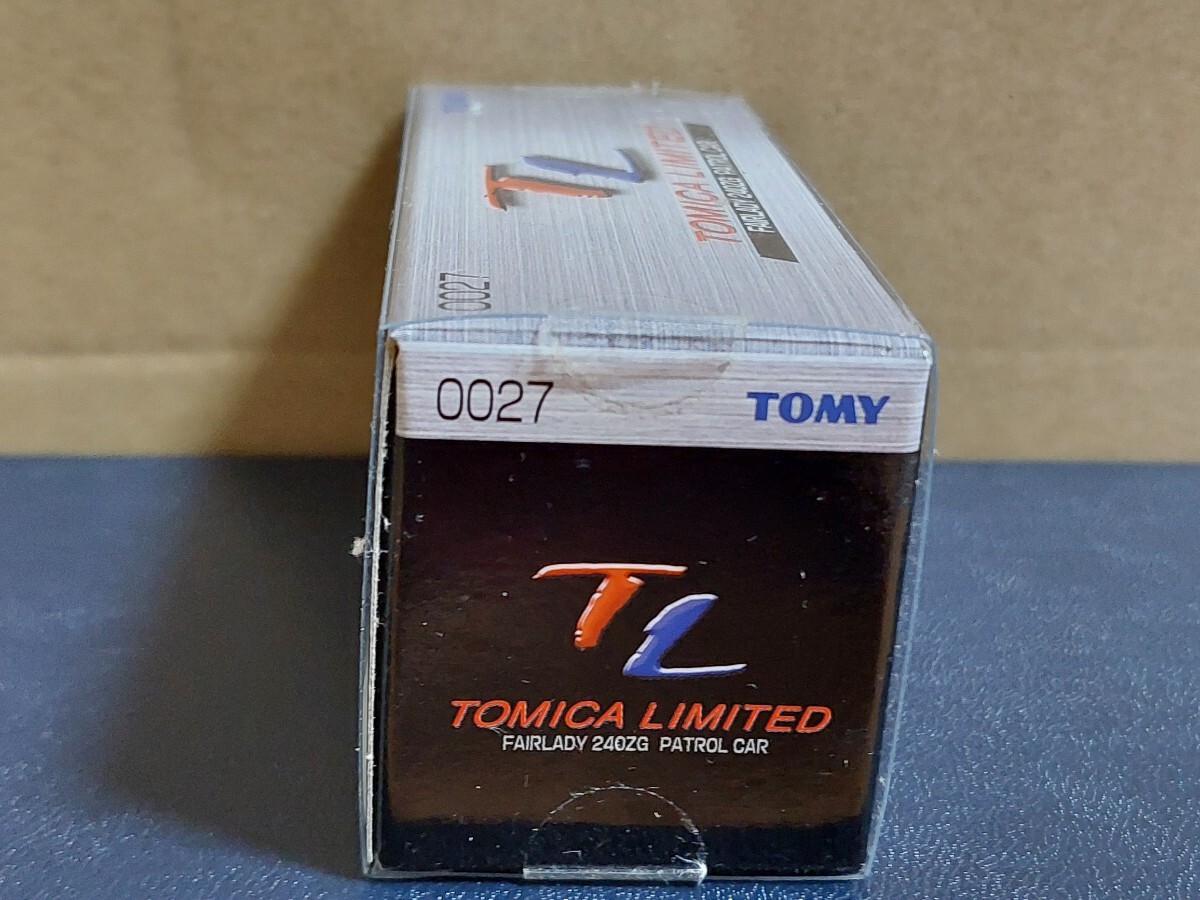 TL
TOMICA LIMITED
FAIRLADY 240ZG PATROL CAR
0027
0027
TOMY
TL
TOMICA LIMITED
FAIRLADY 240ZG PATROL CAR